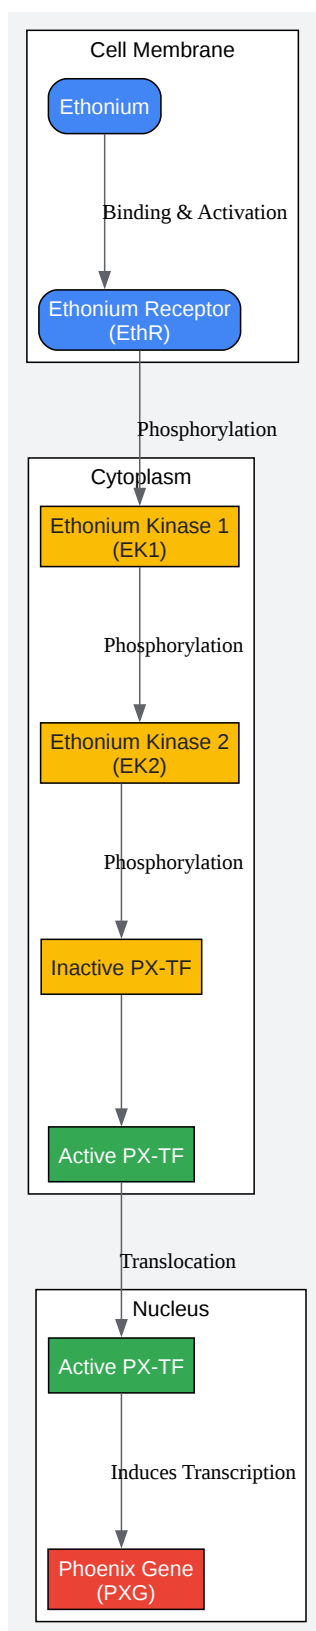 Cell Membrane
Ethonium
Binding & Activation
Ethonium Receptor
(EthR)
Phosphorylation
Cytoplasm
Ethonium Kinase 1
(EK1)
Phosphorylation
Ethonium Kinase 2
(EK2)
Phosphorylation
Inactive PX-TF
Active PX-TF
Translocation
Nucleus
Active PX-TF
Induces Transcription
Phoenix Gene
(PXG)